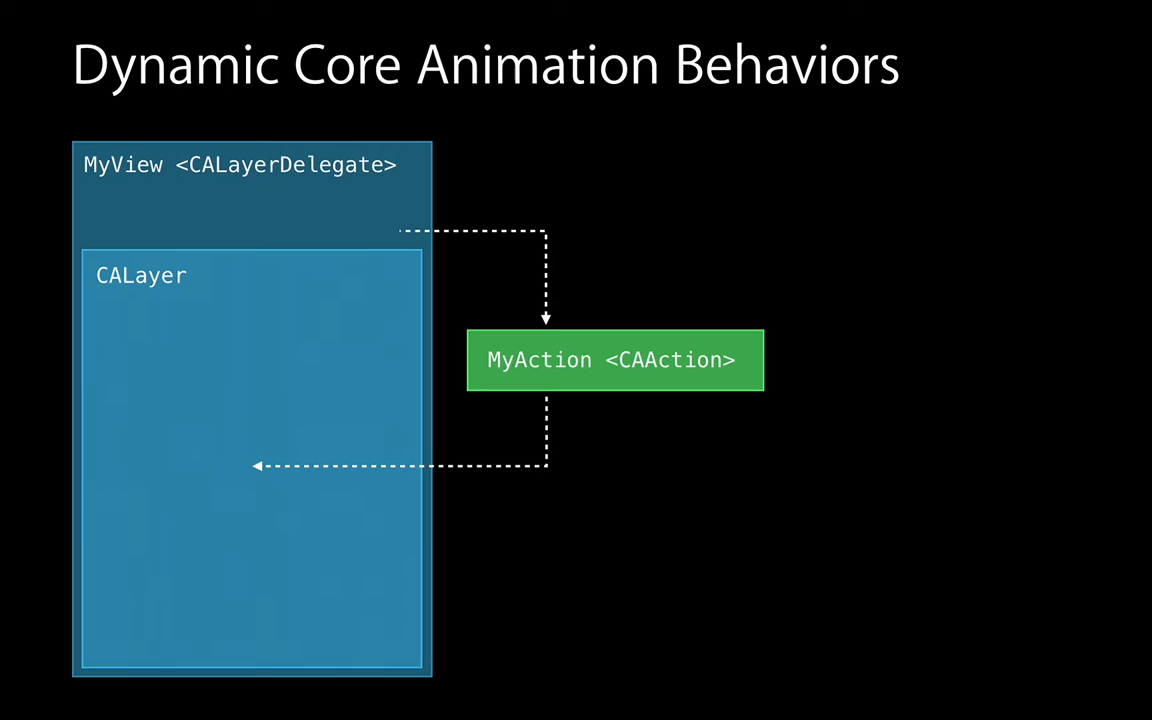 Dynamic Core Animation Behaviors
MyView <CALayerDelegate>
CALayer
MyAction <CAAction>